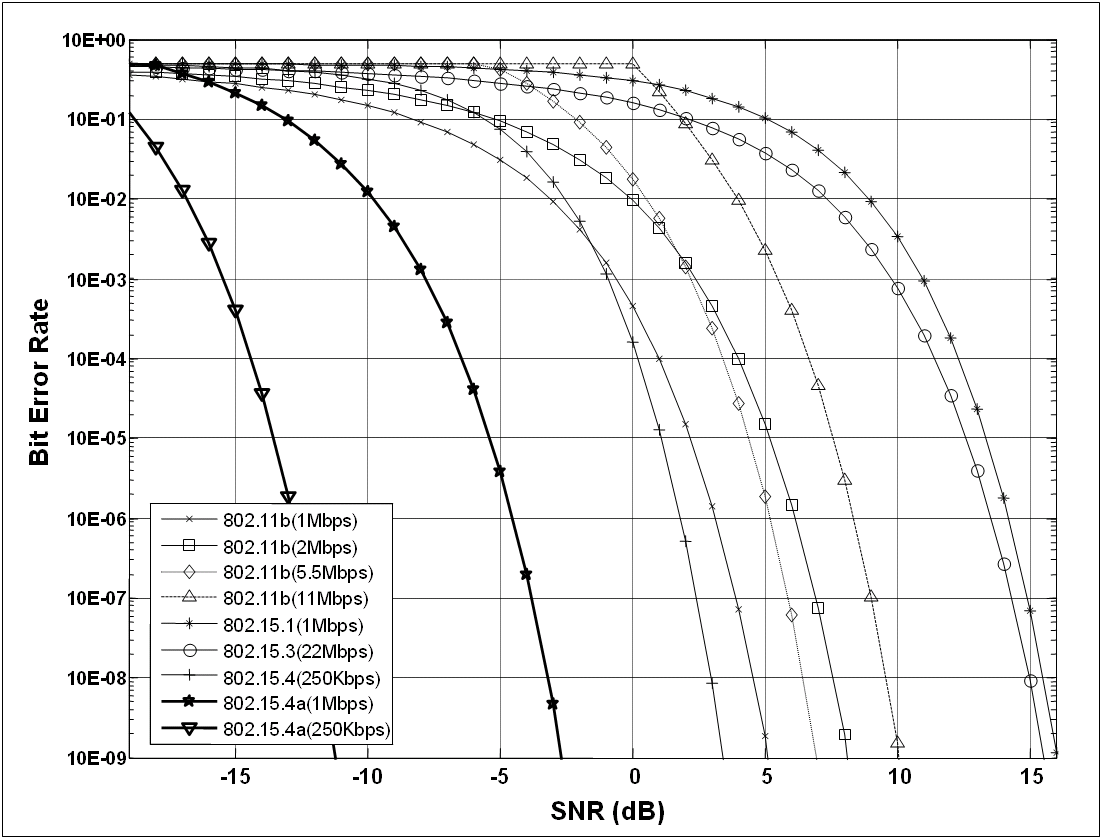 10E+00
10E-01
10E-02
10E-03
10E-04
10E-05
10E-06
10E-07
10E-08
10E-09
Bit Error Rate
802.11b(1Mbps)
802.11b(2Mbps)
802.11b(5.5Mbps)
802.11b(11Mbps)
802.15.1(1Mbps)
802.15.3(22Mbps)
802.15.4(250Kbps)
802.15.4a(1Mbps)
802.15.4a(250Kbps)
-15 -10 -5 0 5 10 15
SNR (dB)